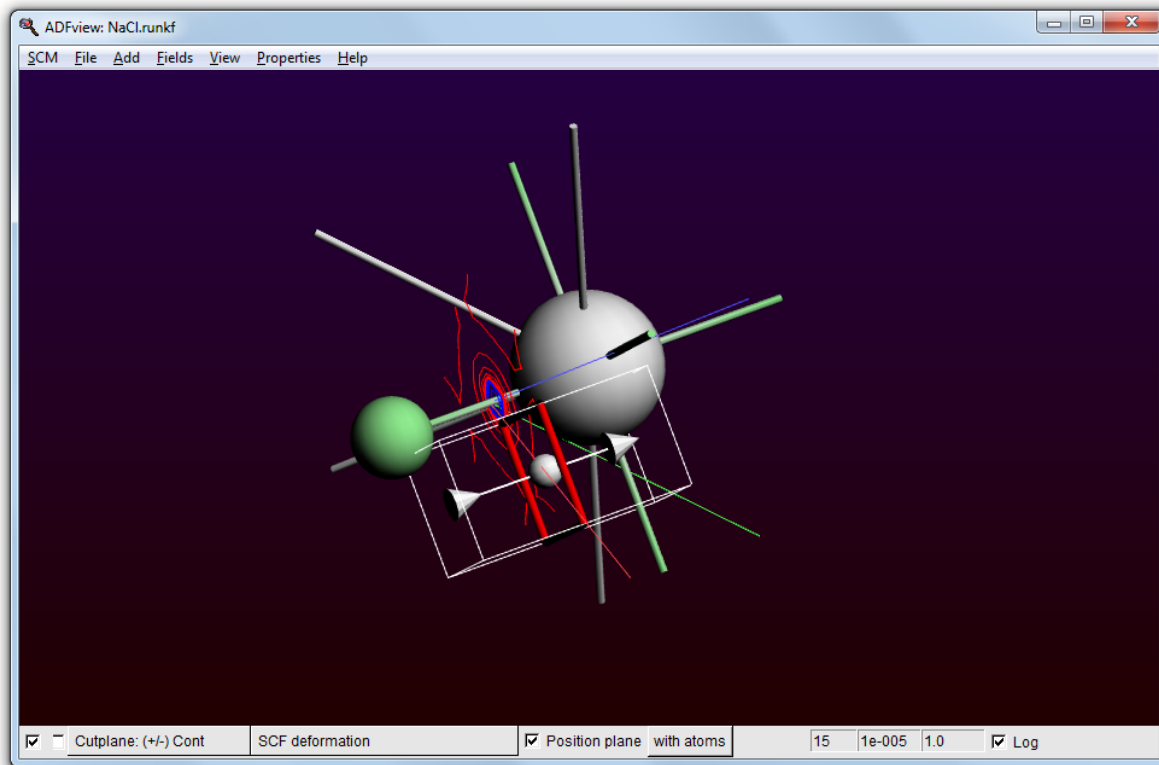 ADFview: NaCl.runkf
SCM File Add Fields View Properties Help
Cutplane: (+/-) Cont SCF deformation Position plane with atoms 15 1e-005 1.0 Log